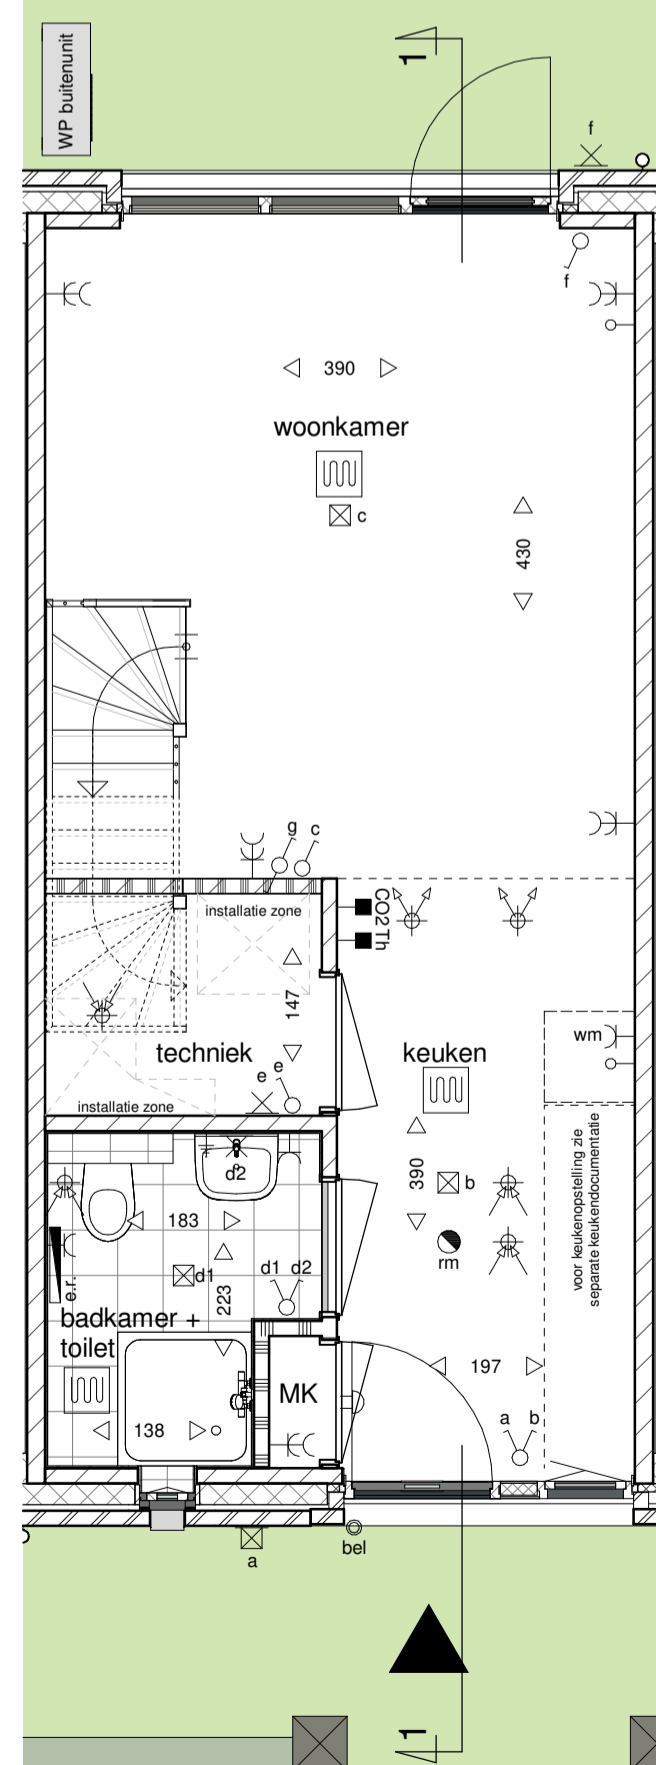 WP buitenunit
1
f
f
390
woonkamer
c
430
g c
installatie zone
CO2 Th
147
techniek
keuken
wm
e e
installatie zone
d2
390
b
voor keukenopstelling zie
separate keukendocumentatie
183
d1
d1 d2
223
rm
e.r.
badkamer +
toilet
197
MK
138
a b
bel
a
1